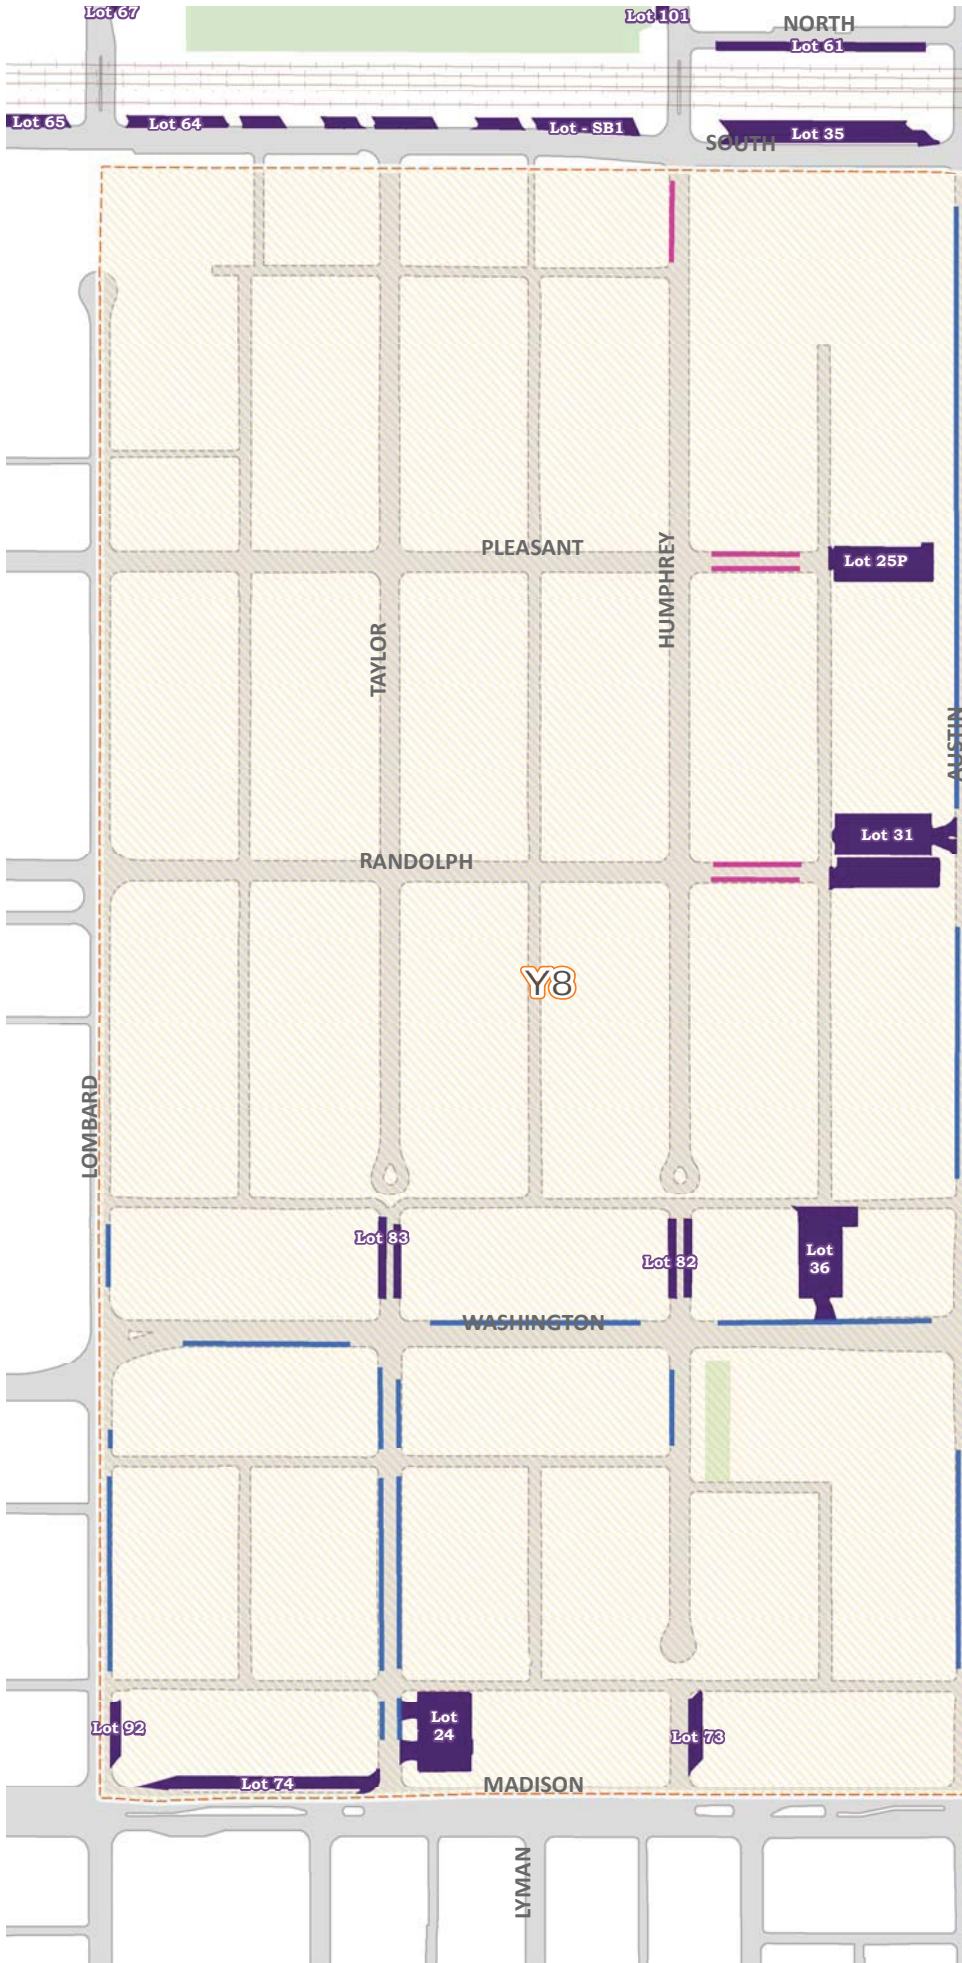 Lot 67
Lot 101
NORTH
Lot 61
Lot 65
Lot 64
Lot - SB1
Lot 35
SOUTH
PLEASANT
HUMPHREY
Lot 25P
TAYLOR
AUSTIN
Lot 31
RANDOLPH
Y8
LOMBARD
Lot 83
Lot 82
Lot
36
WASHINGTON
Lot 92
Lot
24
Lot 73
Lot 74
MADISON
LYMAN